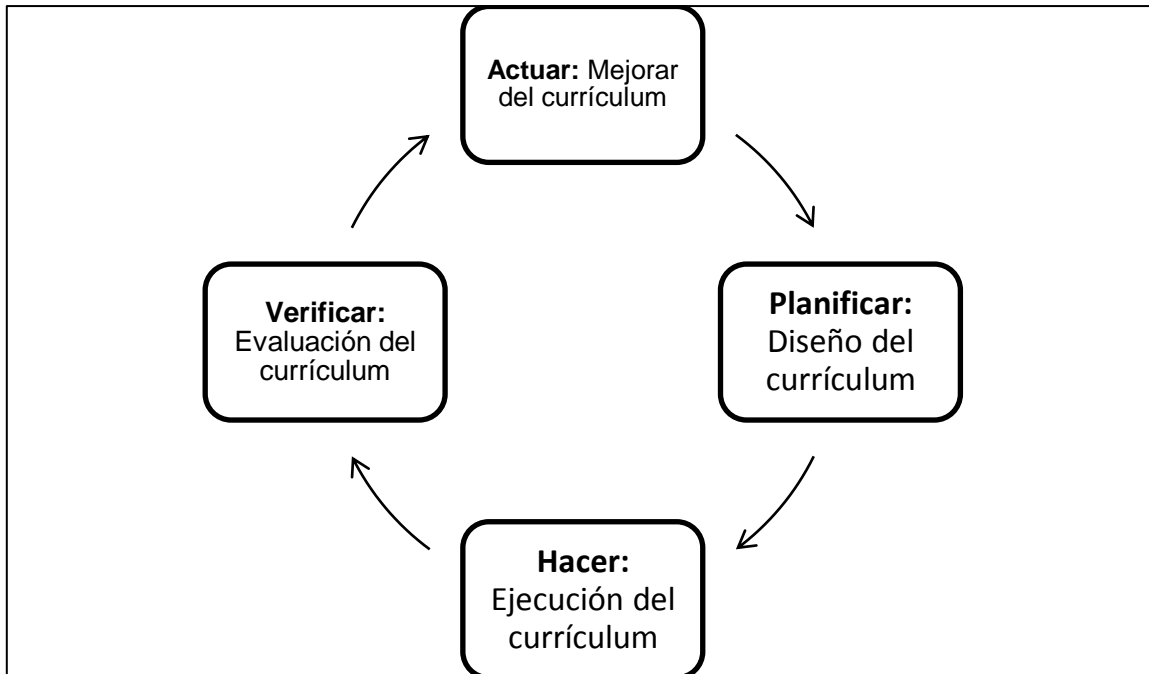 Actuar: Mejorar
del currículum
Verificar:
Evaluación del
currículum
Planificar:
Diseño del
currículum
Hacer:
Ejecución del
currículum